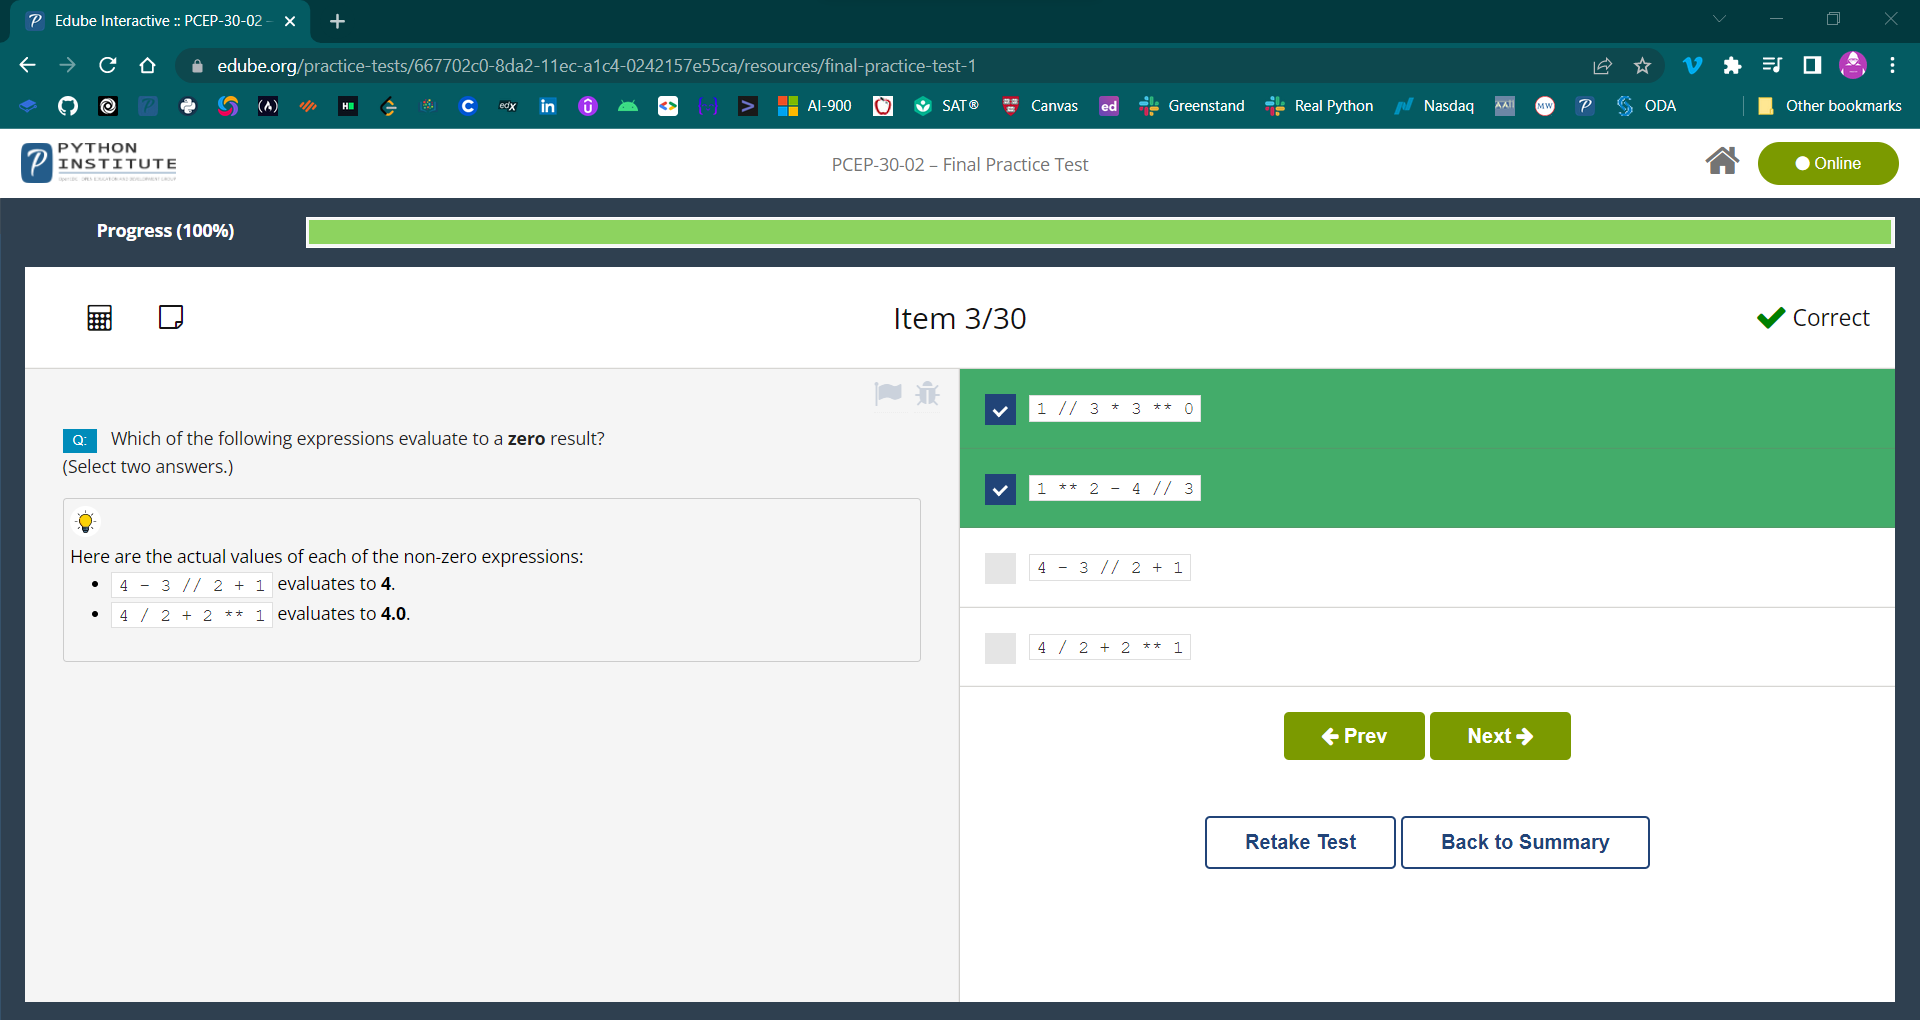 Edube Interactive :: PCEP-30-02 –
edube.org/practice-tests/667702c0-8da2-11ec-a1c4-0242157e55ca/resources/final-practice-test-1
AI-900 SAT® Canvas ed Greenstand Real Python Nasdaq ODA Other bookmarks
PYTHON
INSTITUTE
PCEP-30-02 – Final Practice Test
Online
Progress (100%)
Item 3/30
Correct
Q: Which of the following expressions evaluate to a zero result?
(Select two answers.)
Here are the actual values of each of the non-zero expressions:
4 - 3 // 2 + 1 evaluates to 4.
4 / 2 + 2 ** 1 evaluates to 4.0.
1 // 3 * 3 ** 0
1 ** 2 - 4 // 3
4 - 3 // 2 + 1
4 / 2 + 2 ** 1
Prev Next
Retake Test Back to Summary